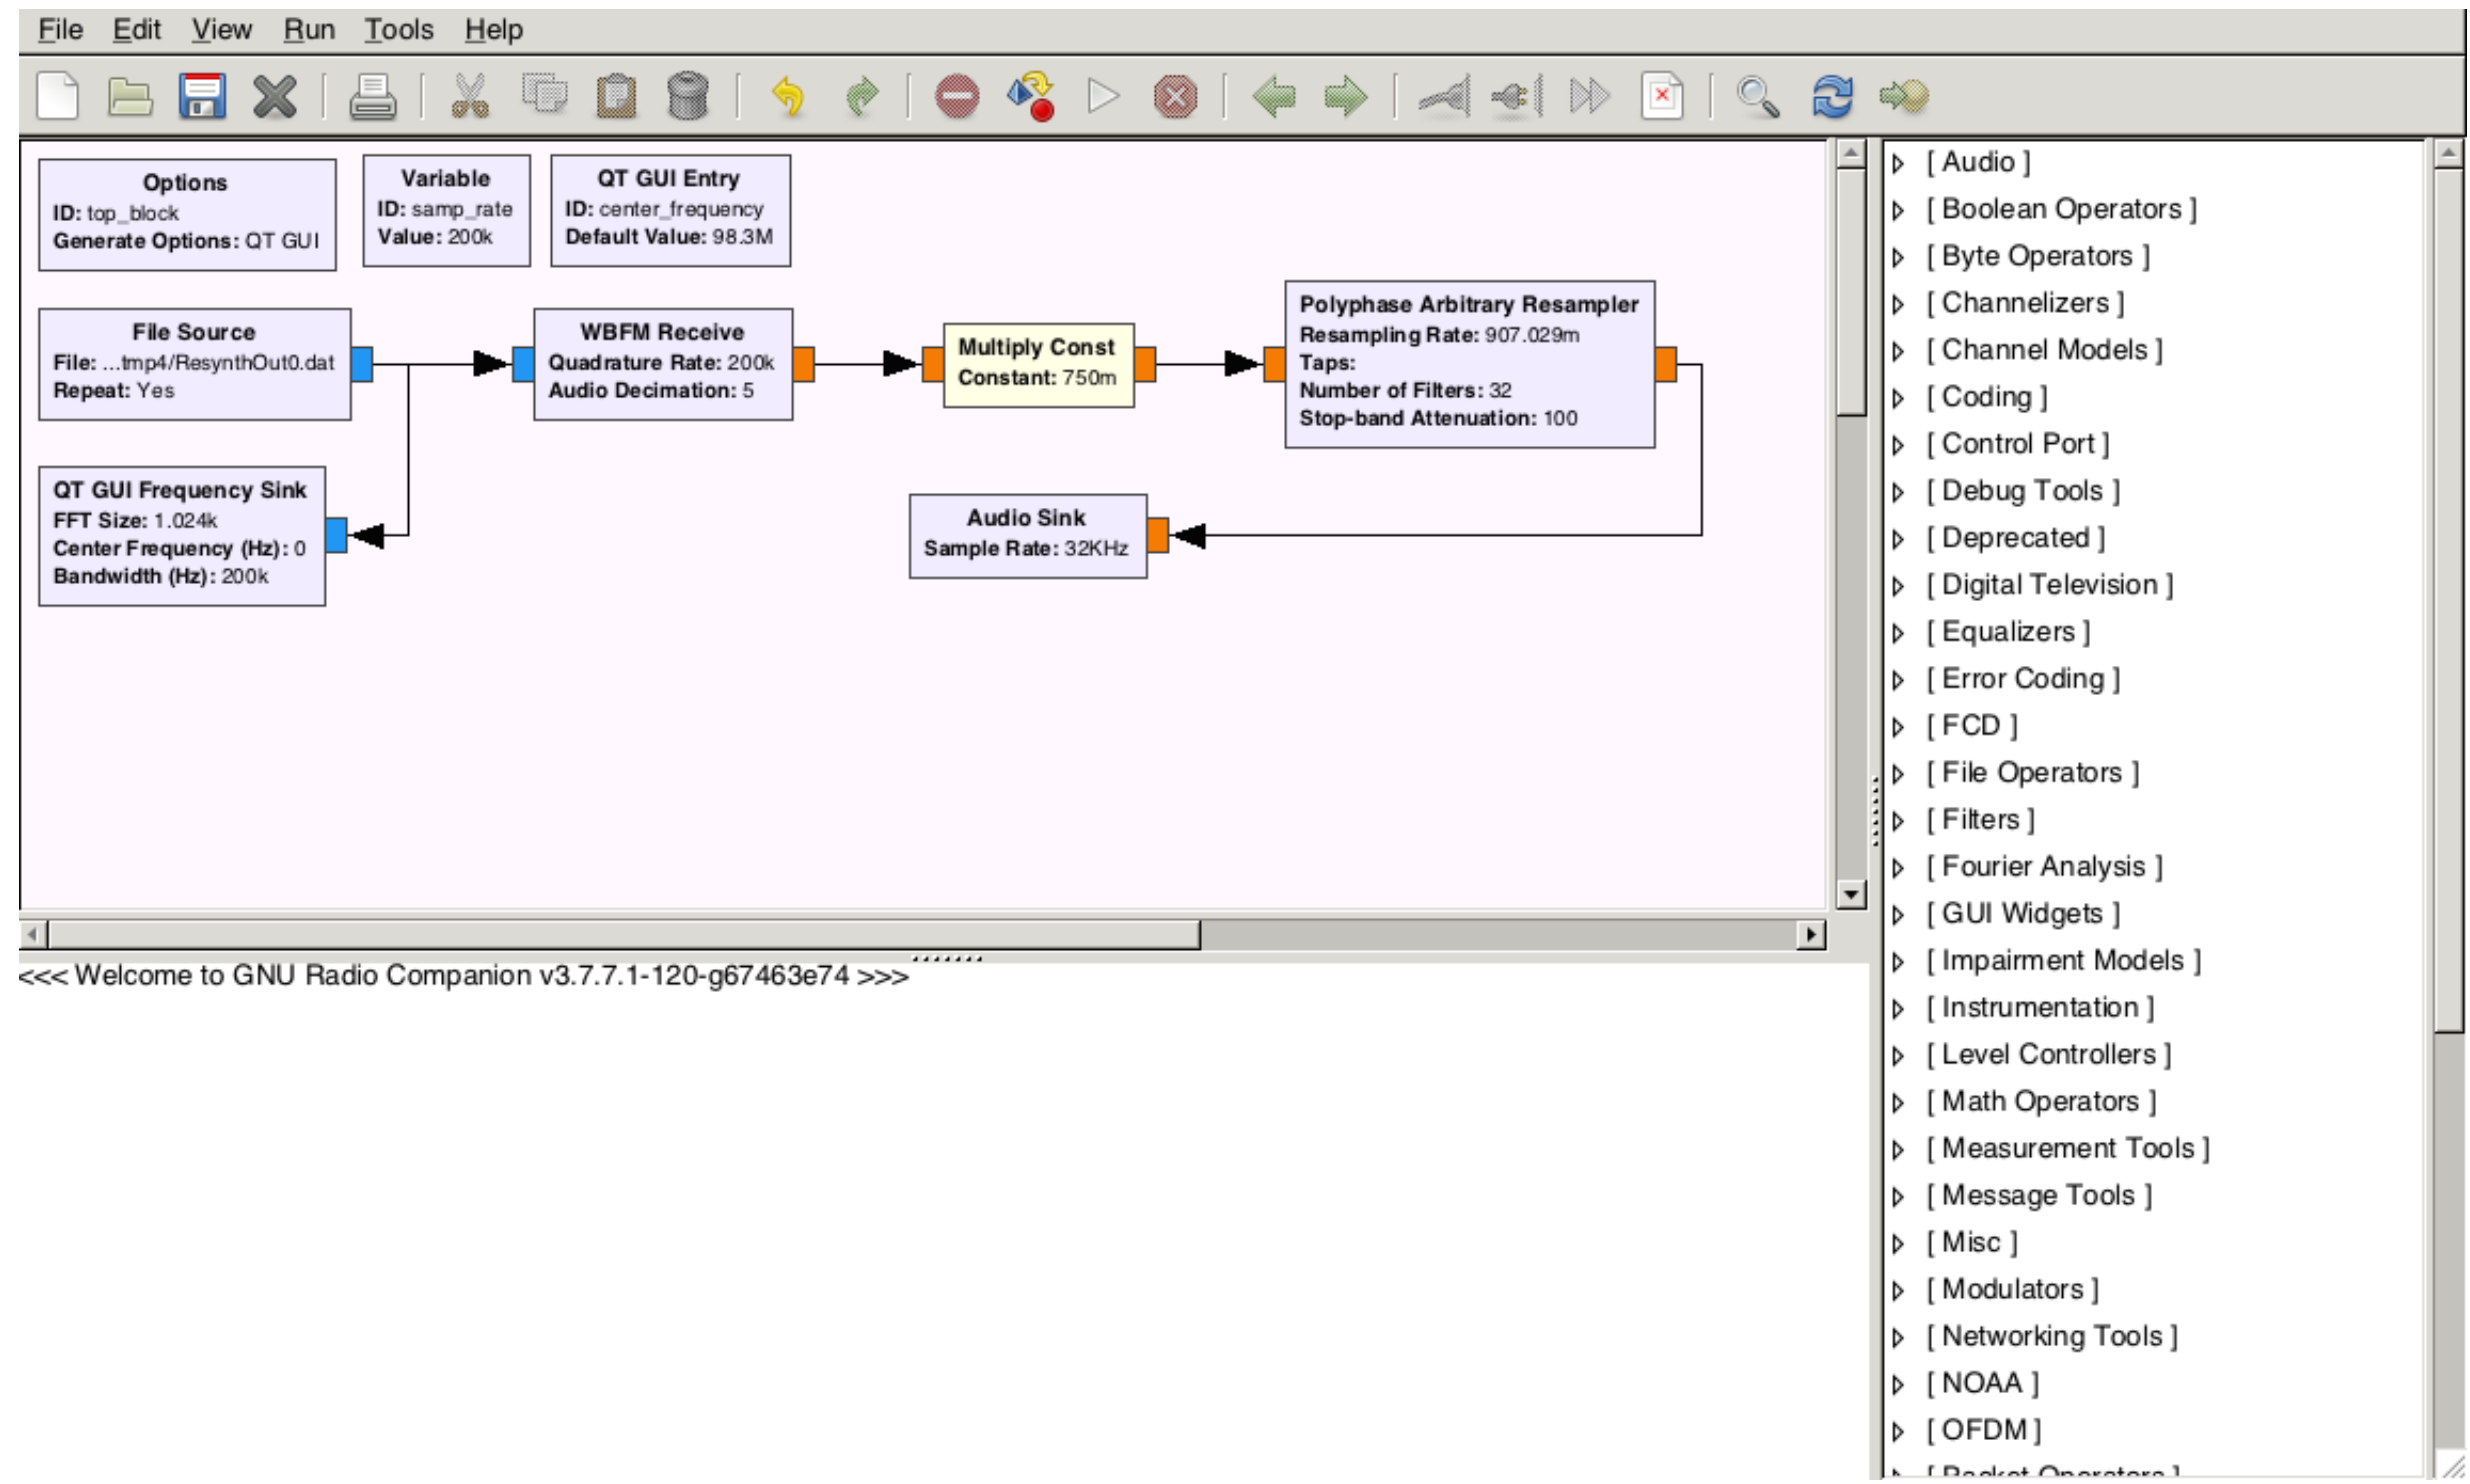 File Edit View Run Tools Help
Options
ID: top_block
Generate Options: QT GUI
Variable
ID: samp_rate
Value: 200k
QT GUI Entry
ID: center_frequency
Default Value: 98.3M
File Source
File: ...tmp4/ResynthOut0.dat
Repeat: Yes
WBFM Receive
Quadrature Rate: 200k
Audio Decimation: 5
Multiply Const
Constant: 750m
Polyphase Arbitrary Resampler
Resampling Rate: 907.029m
Taps:
Number of Filters: 32
Stop-band Attenuation: 100
QT GUI Frequency Sink
FFT Size: 1.024k
Center Frequency (Hz): 0
Bandwidth (Hz): 200k
Audio Sink
Sample Rate: 32KHz
<<< Welcome to GNU Radio Companion v3.7.7.1-120-g67463e74 >>>
[ Audio ]
[ Boolean Operators ]
[ Byte Operators ]
[ Channelizers ]
[ Channel Models ]
[ Coding ]
[ Control Port ]
[ Debug Tools ]
[ Deprecated ]
[ Digital Television ]
[ Equalizers ]
[ Error Coding ]
[ FCD ]
[ File Operators ]
[ Filters ]
[ Fourier Analysis ]
[ GUI Widgets ]
[ Impairment Models ]
[ Instrumentation ]
[ Level Controllers ]
[ Math Operators ]
[ Measurement Tools ]
[ Message Tools ]
[ Misc ]
[ Modulators ]
[ Networking Tools ]
[ NOAA ]
[ OFDM ]
[ Packet Operators ]